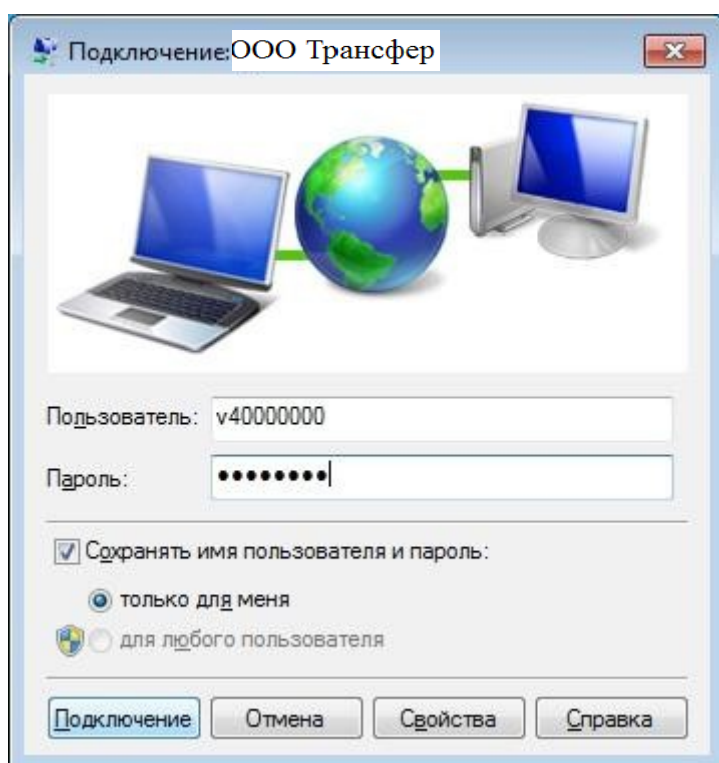 Подключение:ООО Трансфер
Пользователь: v40000000
Пароль: ••••••••
Сохранять имя пользователя и пароль:
только для меня
для любого пользователя
Подключение Отмена Свойства Справка